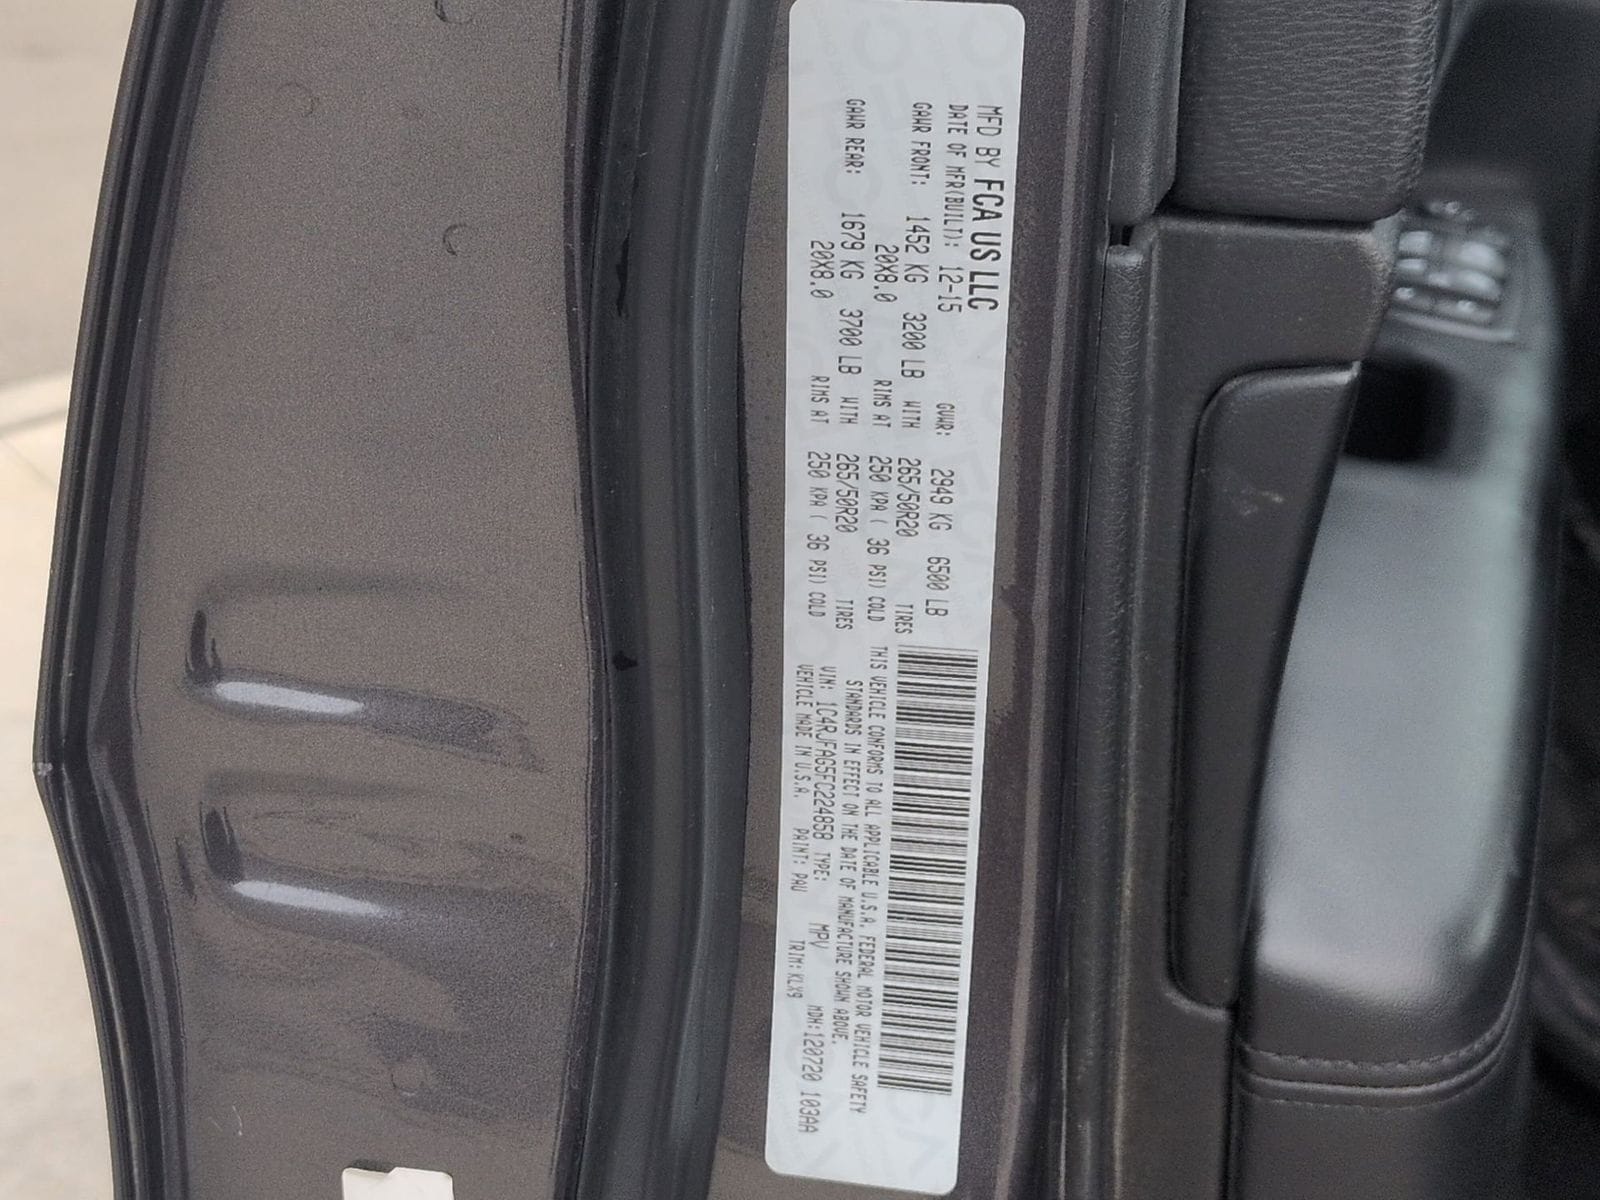 MFD BY FCA US LLC
DATE OF MFR(BUILT): 12-15 GVWR: 2949 KG 6500 LB
GAWR FRONT: 1452 KG 3200 LB WITH 265/50R20 TIRES
20X8.0 RIMS AT 250 KPA ( 36 PSI) COLD
GAWR REAR: 1679 KG 3700 LB WITH 265/50R20 TIRES
20X8.0 RIMS AT 250 KPA ( 36 PSI) COLD
THIS VEHICLE CONFORMS TO ALL APPLICABLE U.S.A. FEDERAL MOTOR VEHICLE SAFETY
STANDARDS IN EFFECT ON THE DATE OF MANUFACTURE SHOWN ABOVE.
VIN: 1C4RJFAG5FC224858 TYPE: MPV MDH:120720 103AA
VEHICLE MADE IN U.S.A. PAINT: PAU TRIM:KLX9